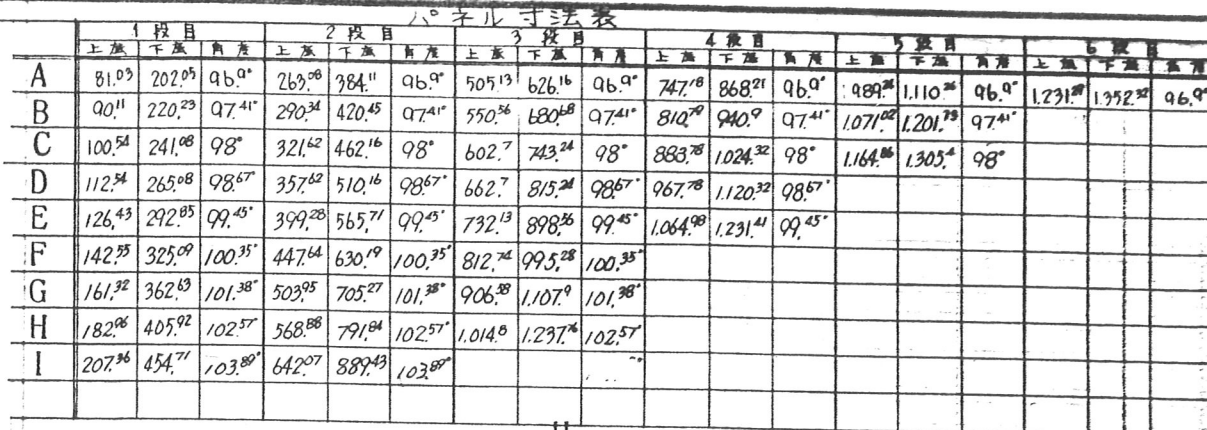 パネル寸法表
1段目 2段目 3段目 4段目 5段目 6段目
上底 下底 角度 上底 下底 角度 上底 下底 角度 上底 下底 角度 上底 下底 角度 上底 下底 角度
A 81.03 202.05 96.9° 263.08 384.11 96.9° 505.13 626.16 96.9° 747.18 868.21 96.9° 989.26 1.110.26 96.9° 1.231.29 1.352.32 96.9°
B 90.11 220.23 97.41° 290.34 420.45 97.41° 550.56 680.68 97.41° 810.79 940.9 97.41° 1.071.02 1.201.13 97.41°
C 100.54 241.08 98° 321.62 462.16 98° 602.7 743.24 98° 883.78 1.024.32 98° 1.164.86 1.305.4 98°
D 112.54 265.08 98.67° 357.62 510.16 98.67° 662.7 815.24 98.67° 967.78 1.120.32 98.67°
E 126.43 292.85 99.45° 399.28 565.71 99.45° 732.13 898.56 99.45° 1.064.98 1.231.41 99.45°
F 142.55 325.09 100.35° 447.64 630.19 100.35° 812.74 995.28 100.35°
G 161.32 362.63 101.38° 503.95 705.27 101.38° 906.58 1.107.9 101.38°
H 182.96 405.92 102.57° 568.88 791.84 102.57° 1.014.8 1.237.76 102.57°
I 207.36 454.71 103.89° 642.07 889.43 103.89°